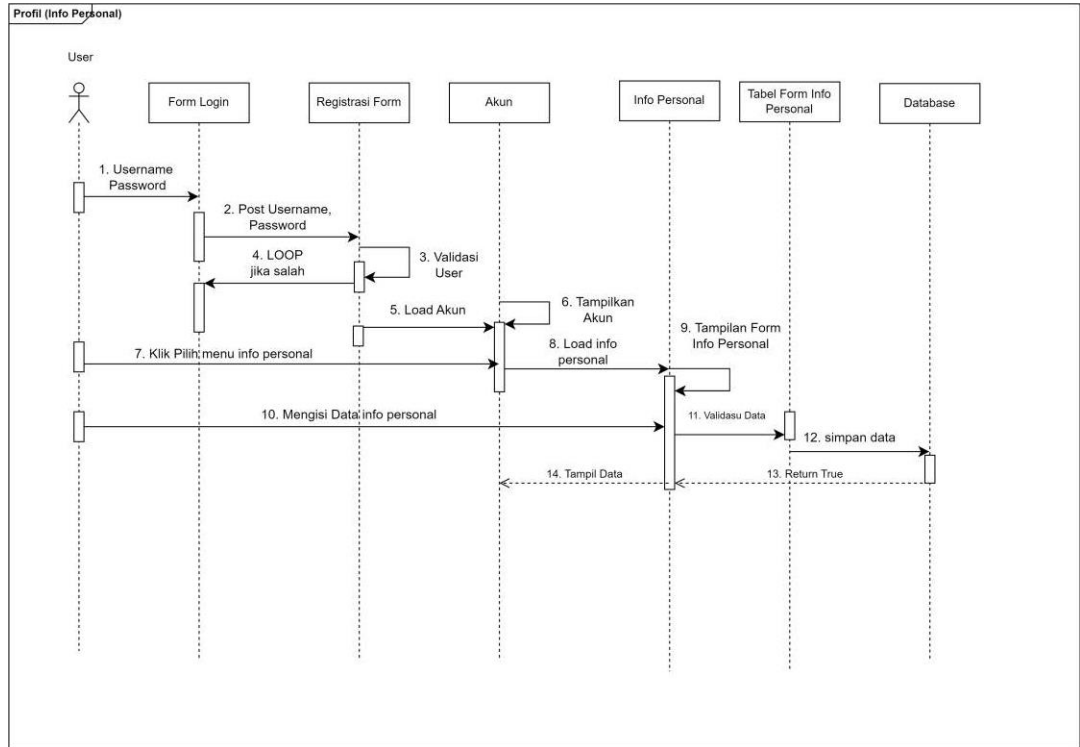 Profil (Info Personal)
User
Form Login
Registrasi Form
Akun
Info Personal
Tabel Form Info
Personal
Database
1. Username
Password
2. Post Username,
Password
3. Validasi
User
4. LOOP
jika salah
5. Load Akun
6. Tampilkan
Akun
7. Klik Pilih menu info personal
8. Load info
personal
9. Tampilan Form
Info Personal
10. Mengisi Data info personal
11. Validasu Data
12. simpan data
13. Return True
14. Tampil Data